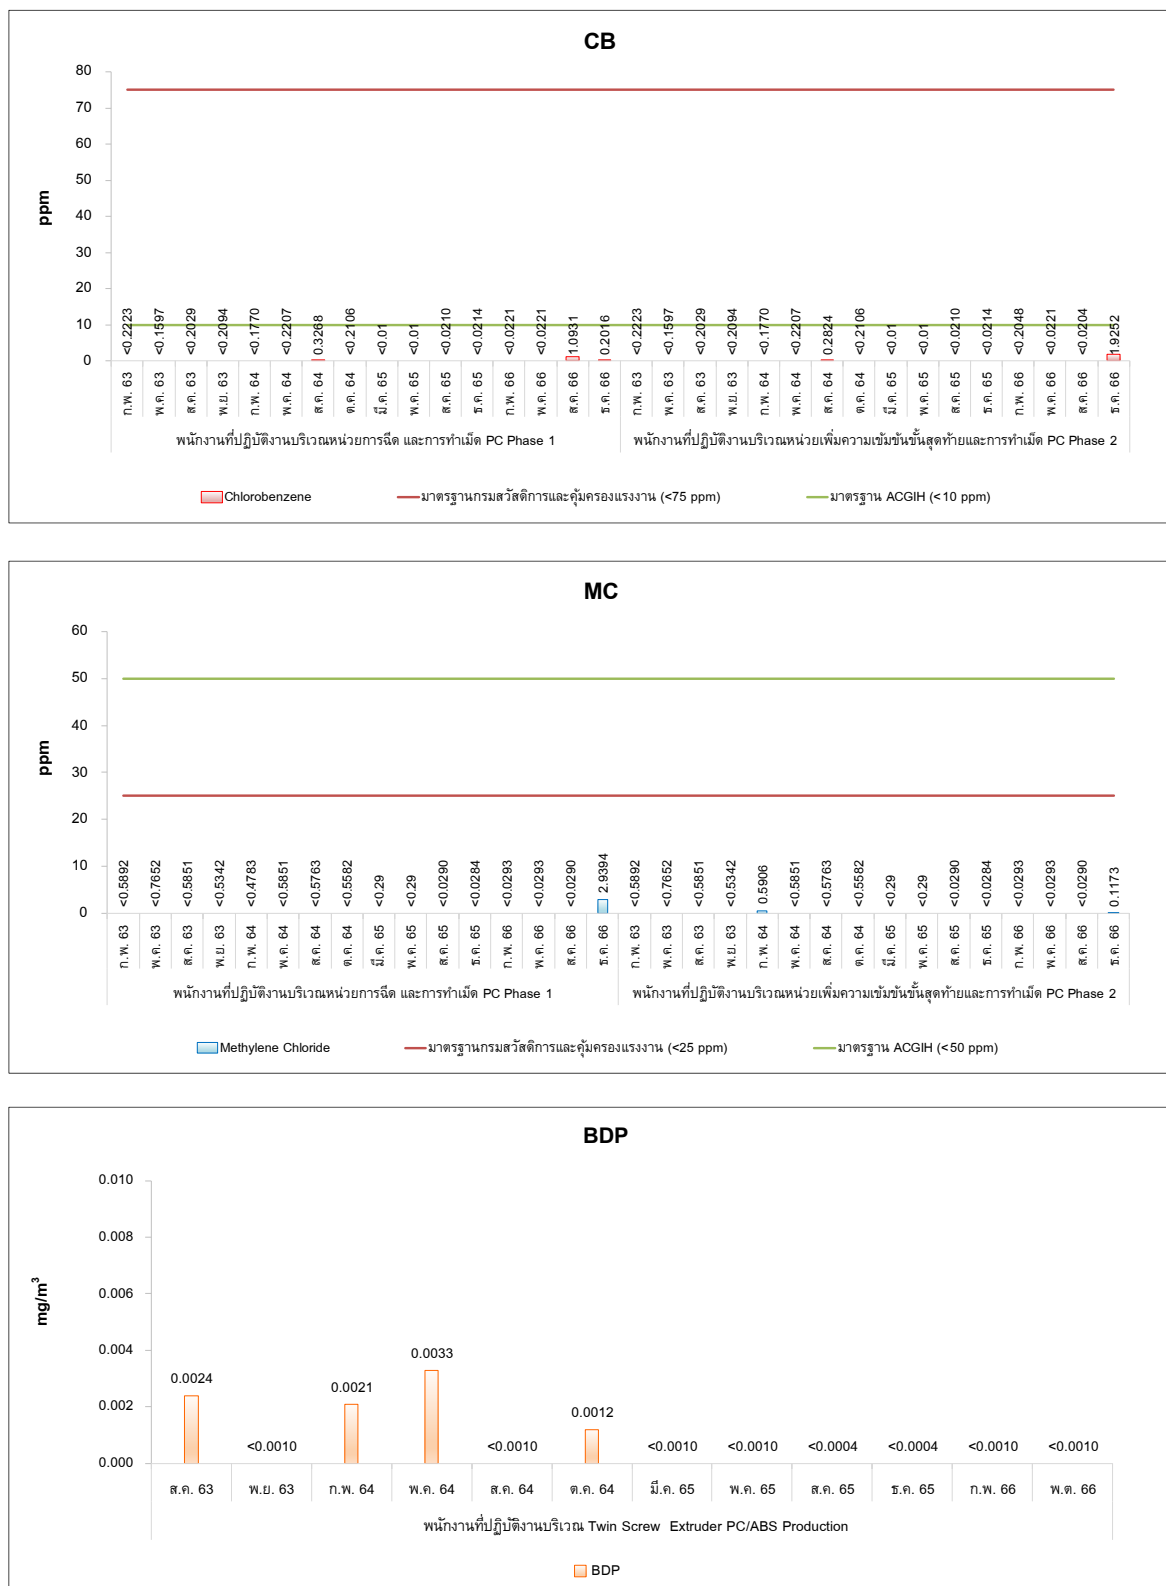 CB
80
70
60
50
40
30
20
10
0
ppm
<0.2223 <0.1597 <0.2029 <0.2094 <0.1770 <0.2207 0.3268 <0.2106 <0.01 <0.01 <0.0210 <0.0214 <0.0221 <0.0221 1.0931 0.2016 <0.2223 <0.1597 <0.2029 <0.2094 <0.1770 <0.2207 0.2824 <0.2106 <0.01 <0.01 <0.0210 <0.0214 <0.2048 <0.0221 <0.0204 1.9252
ก.พ. 63 พ.ค. 63 ส.ค. 63 พ.ย. 63 ก.พ. 64 พ.ค. 64 ส.ค. 64 ต.ค. 64 มี.ค. 65 พ.ค. 65 ส.ค. 65 ธ.ค. 65 ก.พ. 66 พ.ค. 66 ส.ค. 66 ธ.ค. 66 ก.พ. 63 พ.ค. 63 ส.ค. 63 พ.ย. 63 ก.พ. 64 พ.ค. 64 ส.ค. 64 ต.ค. 64 มี.ค. 65 พ.ค. 65 ส.ค. 65 ธ.ค. 65 ก.พ. 66 พ.ค. 66 ส.ค. 66 ธ.ค. 66
พนักงานที่ปฏิบัติงานบริเวณหน่วยการฉีด และการทำเม็ด PC Phase 1 พนักงานที่ปฏิบัติงานบริเวณหน่วยเพิ่มความเข้มข้นขั้นสุดท้ายและการทำเม็ด PC Phase 2
Chlorobenzene มาตรฐานกรมสวัสดิการและคุ้มครองแรงงาน (<75 ppm) มาตรฐาน ACGIH (<10 ppm)
MC
60
50
40
30
20
10
0
ppm
<0.5892 <0.7652 <0.5851 <0.5342 <0.4783 <0.5851 <0.5763 <0.5582 <0.29 <0.29 <0.0290 <0.0284 <0.0293 <0.0293 <0.0290 2.9394 <0.5892 <0.7652 <0.5851 <0.5342 0.5906 <0.5851 <0.5763 <0.5582 <0.29 <0.29 <0.0290 <0.0284 <0.0293 <0.0293 <0.0290 0.1173
ก.พ. 63 พ.ค. 63 ส.ค. 63 พ.ย. 63 ก.พ. 64 พ.ค. 64 ส.ค. 64 ต.ค. 64 มี.ค. 65 พ.ค. 65 ส.ค. 65 ธ.ค. 65 ก.พ. 66 พ.ค. 66 ส.ค. 66 ธ.ค. 66 ก.พ. 63 พ.ค. 63 ส.ค. 63 พ.ย. 63 ก.พ. 64 พ.ค. 64 ส.ค. 64 ต.ค. 64 มี.ค. 65 พ.ค. 65 ส.ค. 65 ธ.ค. 65 ก.พ. 66 พ.ค. 66 ส.ค. 66 ธ.ค. 66
พนักงานที่ปฏิบัติงานบริเวณหน่วยการฉีด และการทำเม็ด PC Phase 1 พนักงานที่ปฏิบัติงานบริเวณหน่วยเพิ่มความเข้มข้นขั้นสุดท้ายและการทำเม็ด PC Phase 2
Methylene Chloride มาตรฐานกรมสวัสดิการและคุ้มครองแรงงาน (<25 ppm) มาตรฐาน ACGIH (<50 ppm)
BDP
0.010
0.008
0.006
0.004
0.002
0.000
mg/m³
0.0024 <0.0010 0.0021 0.0033 <0.0010 0.0012 <0.0010 <0.0010 <0.0004 <0.0004 <0.0010 <0.0010
ส.ค. 63 พ.ย. 63 ก.พ. 64 พ.ค. 64 ส.ค. 64 ต.ค. 64 มี.ค. 65 พ.ค. 65 ส.ค. 65 ธ.ค. 65 ก.พ. 66 พ.ต. 66
พนักงานที่ปฏิบัติงานบริเวณ Twin Screw Extruder PC/ABS Production
BDP